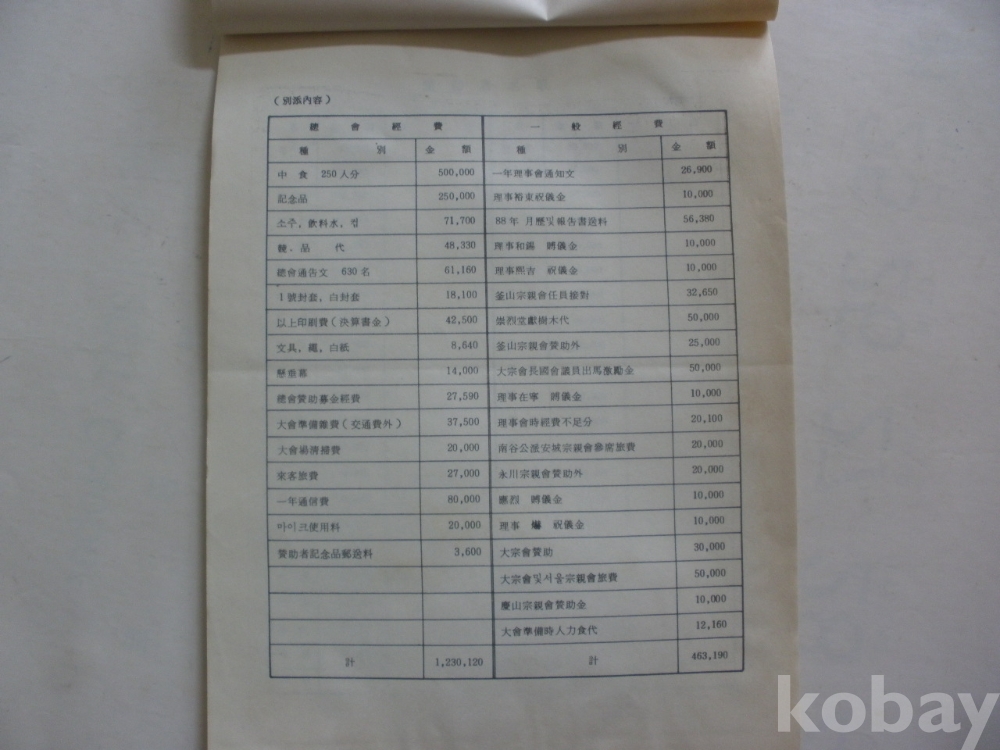 (別添內容)
總會經費 一般經費
種別 金額 種別 金額
中食 250人分 500,000 一年理事會通知文 26,900
記念品 250,000 理事裕東祝儀金 10,000
소주, 飮料水, 컵 71,700 88年 月歷및報告書送料 56,380
品代 48,330 理事和錫 賻儀金 10,000
總會通告文 630名 61,160 理事熙吉 祝儀金 10,000
1號封套, 白封套 18,100 釜山宗親會任員接對 32,650
以上印刷費(決算書金) 42,500 崇烈堂獻樹木代 50,000
文具, 繩, 白紙 8,640 釜山宗親會贊助外 25,000
懸垂幕 14,000 大宗會長國會議員出馬激勵金 50,000
總會贊助募金經費 27,590 理事在寧 賻儀金 10,000
大會準備雜費(交通費外) 37,500 理事會時經費不足分 20,100
大會場淸掃費 20,000 南谷公派安城宗親會參席旅費 20,000
來客旅費 27,000 永川宗親會贊助外 20,000
一年通信費 80,000 應烈 賻儀金 10,000
마이크使用料 20,000 理事 祝儀金 10,000
贊助者記念品郵送料 3,600 大宗會贊助 30,000
大宗會및서울宗親會旅費 50,000
慶山宗親會贊助金 10,000
大會準備時人力食代 12,160
計 1,230,120 計 463,190
kobay